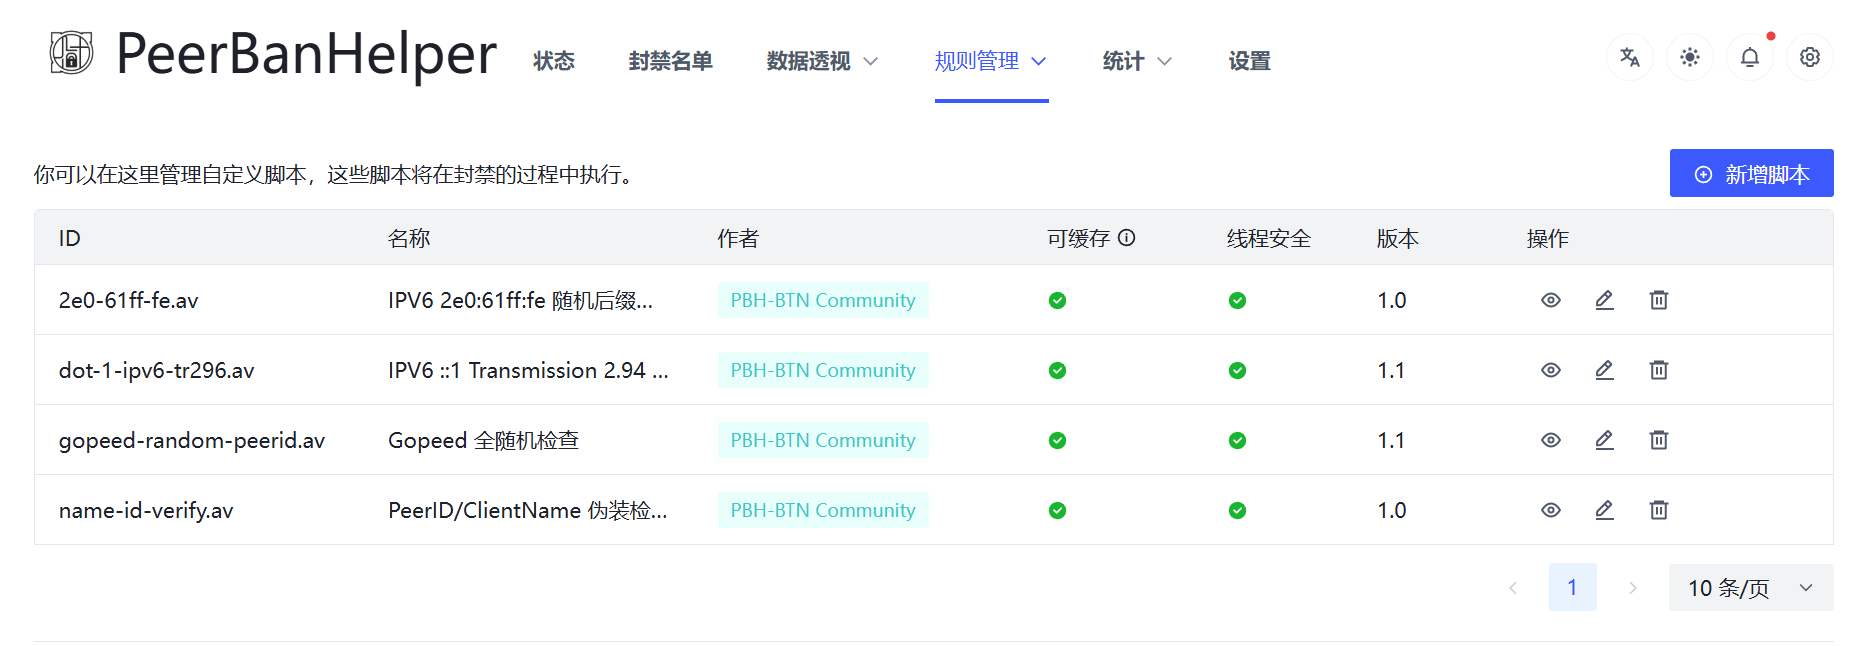 PeerBanHelper 状态 封禁名单 数据透视 规则管理 统计 设置
你可以在这里管理自定义脚本，这些脚本将在封禁的过程中执行。 新增脚本
ID 名称 作者 可缓存 线程安全 版本 操作
2e0-61ff-fe.av IPV6 2e0:61ff:fe 随机后缀... PBH-BTN Community 1.0
dot-1-ipv6-tr296.av IPV6 ::1 Transmission 2.94 ... PBH-BTN Community 1.1
gopeed-random-peerid.av Gopeed 全随机检查 PBH-BTN Community 1.1
name-id-verify.av PeerID/ClientName 伪装检... PBH-BTN Community 1.0
1 10 条/页